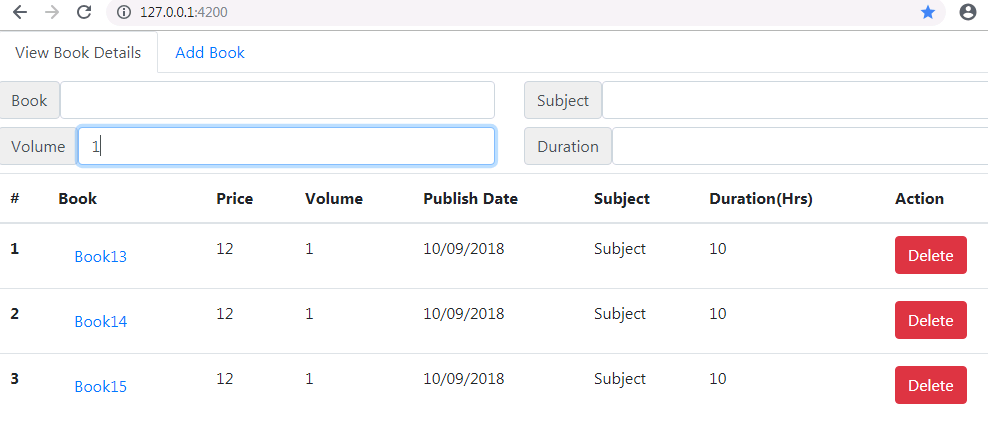 127.0.0.1:4200
View Book Details Add Book
Book Subject
Volume 1 Duration
# Book Price Volume Publish Date Subject Duration(Hrs) Action
1 Book13 12 1 10/09/2018 Subject 10 Delete
2 Book14 12 1 10/09/2018 Subject 10 Delete
3 Book15 12 1 10/09/2018 Subject 10 Delete